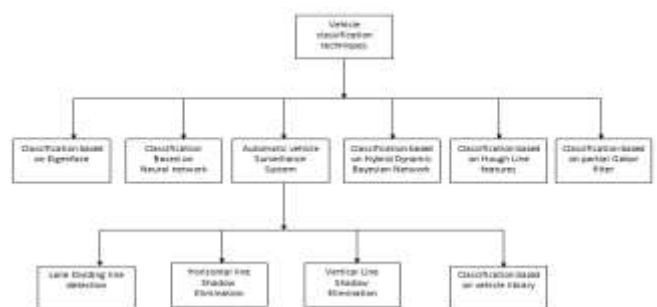 Vehicle
classification
techniques
Classification based
on Eigenface
Classification
Based on
Neural network
Automatic vehicle
Surveillance
System
Classification based
on Hybrid Dynamic
Bayesian Network
Classification based
on Hough Line
features
Classification based
on partial Gabor
filter
Lane Dividing line
detection
Horizontal line
Shadow
Elimination
Vertical Line
Shadow
Elimination
Classification based
on vehicle library